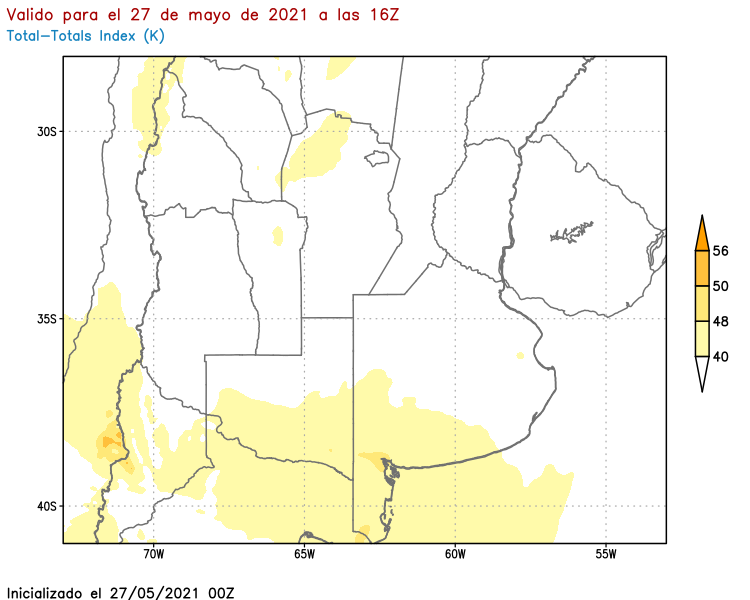 Valido para el 27 de mayo de 2021 a las 16Z
Total-Totals Index (K)
30S
35S
40S
70W
65W
60W
55W
56
50
48
40
Inicializado el 27/05/2021 00Z